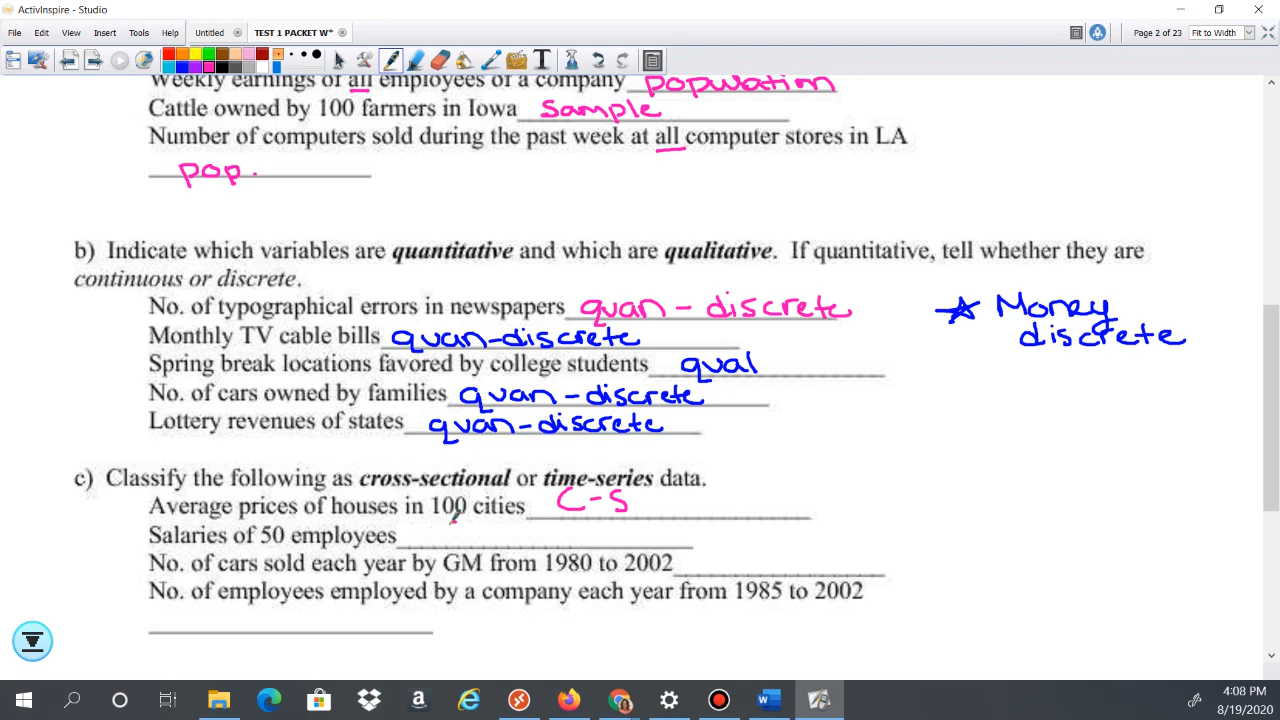 ActivInspire - Studio
File Edit View Insert Tools Help Untitled TEST 1 PACKET W* Page 2 of 23 Fit to Width
Weekly earnings of all employees of a company population
Cattle owned by 100 farmers in Iowa sample
Number of computers sold during the past week at all computer stores in LA
pop.
b) Indicate which variables are quantitative and which are qualitative. If quantitative, tell whether they are
continuous or discrete.
No. of typographical errors in newspapers quan - discrete Money
Monthly TV cable bills quan-discrete discrete
Spring break locations favored by college students qual
No. of cars owned by families quan-discrete
Lottery revenues of states quan-discrete
c) Classify the following as cross-sectional or time-series data.
Average prices of houses in 100 cities C-S
Salaries of 50 employees
No. of cars sold each year by GM from 1980 to 2002
No. of employees employed by a company each year from 1985 to 2002
4:08 PM
8/19/2020